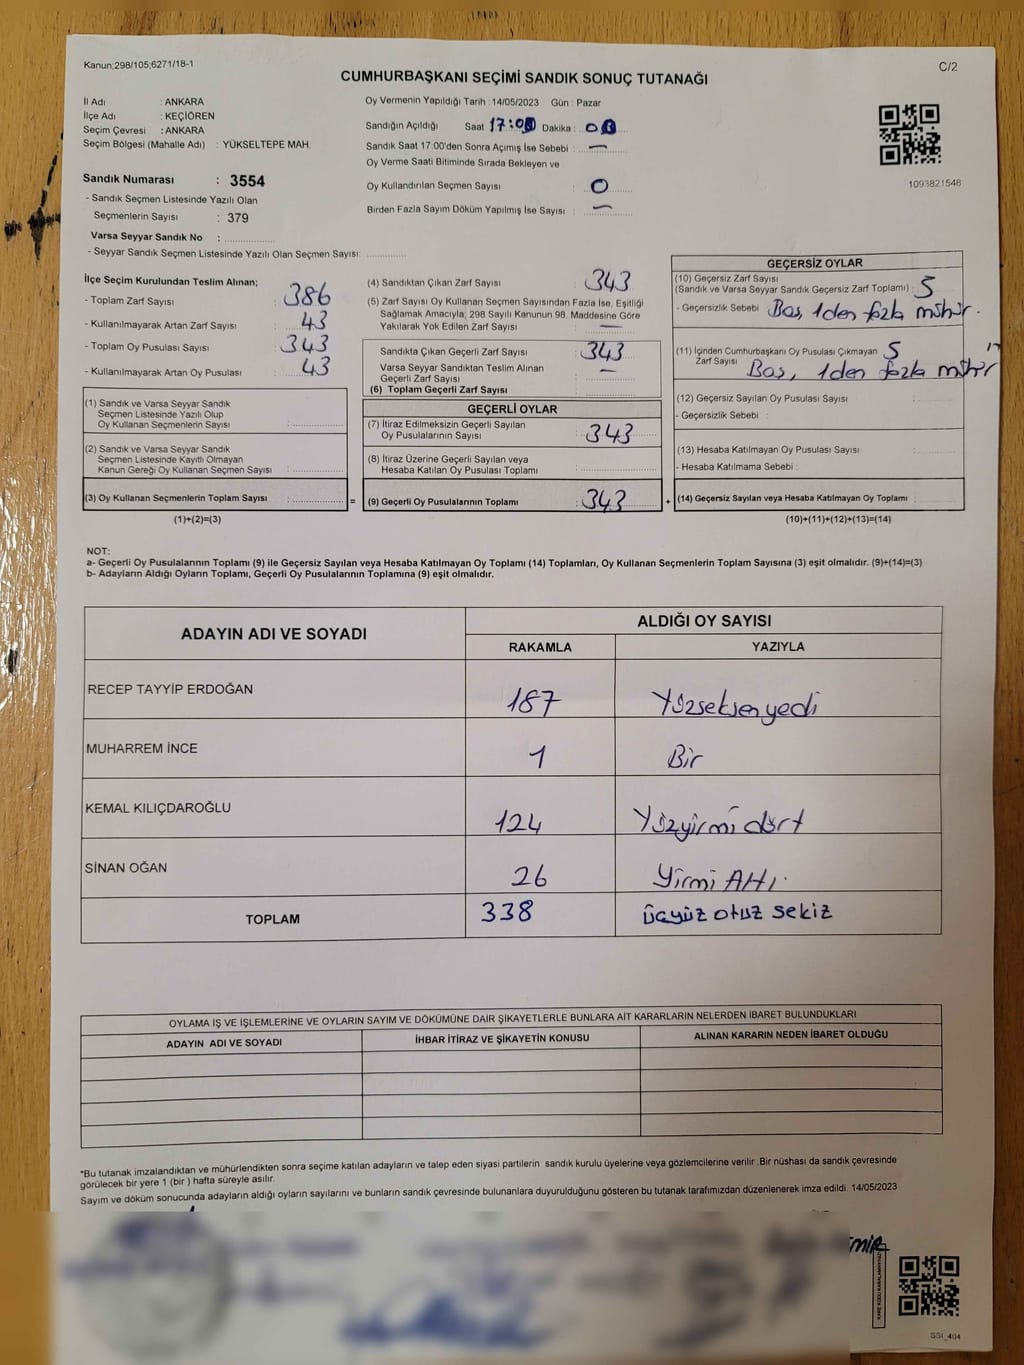 Kanun;298/105;6271/18-1
C/2
CUMHURBAŞKANI SEÇİMİ SANDIK SONUÇ TUTANAĞI
İl Adı : ANKARA
İlçe Adı : KEÇİÖREN
Seçim Çevresi : ANKARA
Seçim Bölgesi (Mahalle Adı) : YÜKSELTEPE MAH.
Sandık Numarası : 3554
- Sandık Seçmen Listesinde Yazılı Olan
Seçmenlerin Sayısı : 379
Varsa Seyyar Sandık No :
- Seyyar Sandık Seçmen Listesinde Yazılı Olan Seçmen Sayısı:
Oy Vermenin Yapıldığı Tarih : 14/05/2023 Gün : Pazar
Sandığın Açıldığı Saat 17:00 Dakika : 00
Sandık Saat 17:00'den Sonra Açımış İse Sebebi : —
Oy Verme Saati Bitiminde Sırada Bekleyen ve
Oy Kullandırılan Seçmen Sayısı : 0
Birden Fazla Sayım Döküm Yapılmış İse Sayısı : —
1093821548
İlçe Seçim Kurulundan Teslim Alınan;
- Toplam Zarf Sayısı : 386
- Kullanılmayarak Artan Zarf Sayısı : 43
- Toplam Oy Pusulası Sayısı : 343
- Kullanılmayarak Artan Oy Pusulası : 43
(1) Sandık ve Varsa Seyyar Sandık
Seçmen Listesinde Yazılı Olup
Oy Kullanan Seçmenlerin Sayısı :
(2) Sandık ve Varsa Seyyar Sandık
Seçmen Listesinde Kayıtlı Olmayan
Kanun Gereği Oy Kullanan Seçmen Sayısı :
(3) Oy Kullanan Seçmenlerin Toplam Sayısı :
(1)+(2)=(3)
=
(4) Sandıktan Çıkan Zarf Sayısı : 343
(5) Zarf Sayısı Oy Kullanan Seçmen Sayısından Fazla İse, Eşitliği
Sağlamak Amacıyla; 298 Sayılı Kanunun 98. Maddesine Göre
Yakılarak Yok Edilen Zarf Sayısı : —
Sandıkta Çıkan Geçerli Zarf Sayısı : 343
Varsa Seyyar Sandıktan Teslim Alınan
Geçerli Zarf Sayısı : —
(6) Toplam Geçerli Zarf Sayısı :
GEÇERLİ OYLAR
(7) İtiraz Edilmeksizin Geçerli Sayılan
Oy Pusulalarının Sayısı : 343
(8) İtiraz Üzerine Geçerli Sayılan veya
Hesaba Katılan Oy Pusulası Toplamı :
(9) Geçerli Oy Pusulalarının Toplamı : 343
+
GEÇERSİZ OYLAR
(10) Geçersiz Zarf Sayısı
(Sandık ve Varsa Seyyar Sandık Geçersiz Zarf Toplamı) : 5
- Geçersizlik Sebebi : Boş, 1den fazla mühür.
(11) İçinden Cumhurbaşkanı Oy Pusulası Çıkmayan
Zarf Sayısı : 5
Boş, 1den fazla mühür
(12) Geçersiz Sayılan Oy Pusulası Sayısı :
- Geçersizlik Sebebi :
(13) Hesaba Katılmayan Oy Pusulası Sayısı :
- Hesaba Katılmama Sebebi :
(14) Geçersiz Sayılan veya Hesaba Katılmayan Oy Toplamı :
(10)+(11)+(12)+(13)=(14)
NOT:
a- Geçerli Oy Pusulalarının Toplamı (9) ile Geçersiz Sayılan veya Hesaba Katılmayan Oy Toplamı (14) Toplamları, Oy Kullanan Seçmenlerin Toplam Sayısına (3) eşit olmalıdır. (9)+(14)=(3)
b- Adayların Aldığı Oyların Toplamı, Geçerli Oy Pusulalarının Toplamına (9) eşit olmalıdır.
ADAYIN ADI VE SOYADI ALDIĞI OY SAYISI
RAKAMLA YAZIYLA
RECEP TAYYİP ERDOĞAN 187 Yüzseksenyedi
MUHARREM İNCE 1 Bir
KEMAL KILIÇDAROĞLU 124 Yüzyirmi dört
SİNAN OĞAN 26 Yirmi Altı.
TOPLAM 338 üçyüz otuz sekiz
OYLAMA İŞ VE İŞLEMLERİNE VE OYLARIN SAYIM VE DÖKÜMÜNE DAİR ŞİKAYETLERLE BUNLARA AİT KARARLARIN NELERDEN İBARET BULUNDUKLARI
ADAYIN ADI VE SOYADI İHBAR İTİRAZ VE ŞİKAYETİN KONUSU ALINAN KARARIN NEDEN İBARET OLDUĞU
*Bu tutanak imzalandıktan ve mühürlendikten sonra seçime katılan adayların ve talep eden siyasi partilerin sandık kurulu üyelerine veya gözlemcilerine verilir .Bir nüshası da sandık çevresinde
görülecek bir yere 1 (bir ) hafta süreyle asılır.
Sayım ve döküm sonucunda adayların aldığı oyların sayılarını ve bunların sandık çevresinde bulunanlara duyurulduğunu gösteren bu tutanak tarafımızdan düzenlenerek imza edildi. 14/05/2023
KARE KODU KARALAMAYINIZ
SSI_404